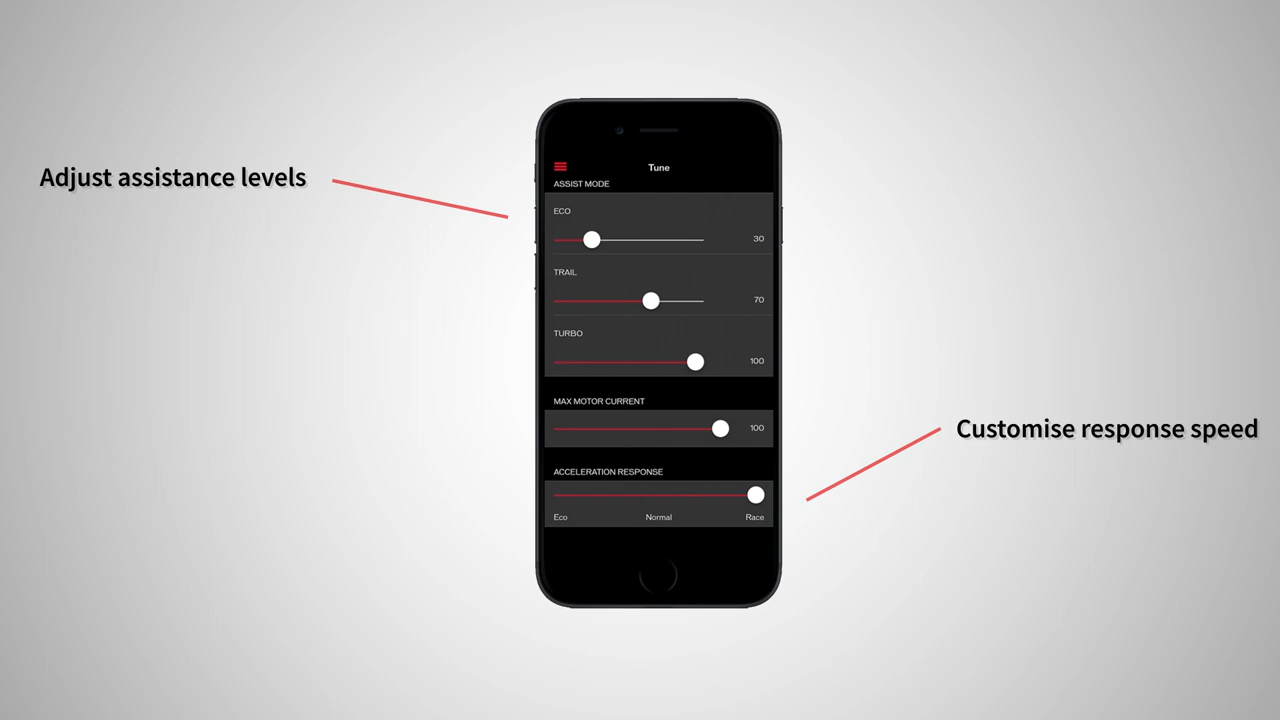 Adjust assistance levels
Tune
ASSIST MODE
ECO
30
TRAIL
70
TURBO
100
MAX MOTOR CURRENT
100
Customise response speed
ACCELERATION RESPONSE
Eco Normal Race